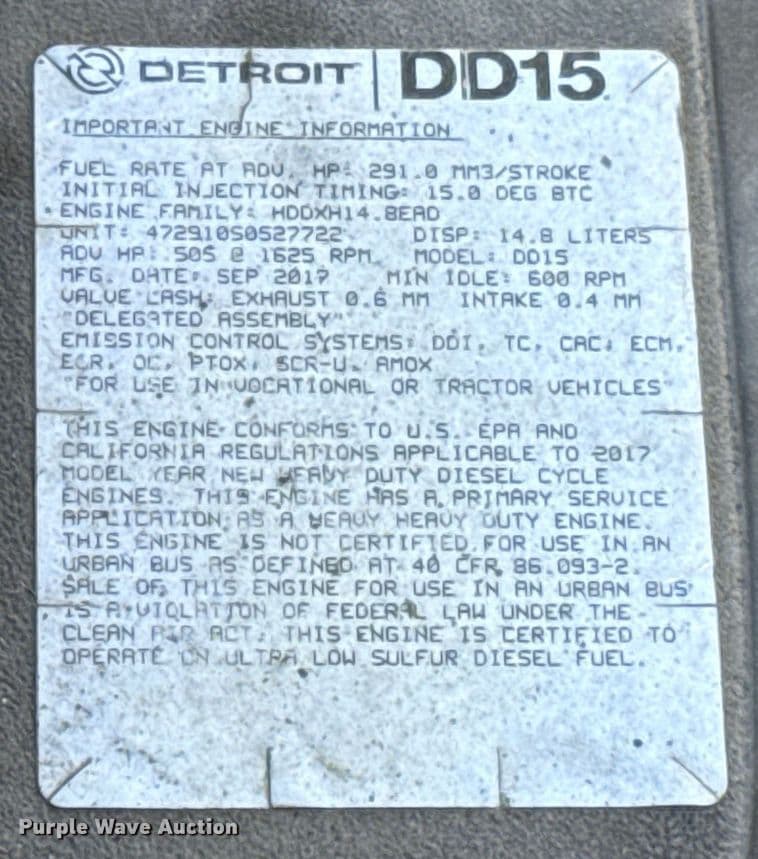 DETROIT DD15
IMPORTANT ENGINE INFORMATION
FUEL RATE AT ADV. HP: 291.0 MM3/STROKE
INITIAL INJECTION TIMING: 15.0 DEG BTC
ENGINE FAMILY: HDDXH14.8EAD
UNIT: 472910S0527722 DISP: 14.8 LITERS
ADV HP: 505 @ 1625 RPM MODEL: DD15
MFG. DATE: SEP 2017 MIN IDLE: 600 RPM
VALVE LASH: EXHAUST 0.6 MM INTAKE 0.4 MM
"DELEGATED ASSEMBLY"
EMISSION CONTROL SYSTEMS: DDI, TC, CAC, ECM,
EGR, OC, PTOX, SCR-U, AMOX
"FOR USE IN VOCATIONAL OR TRACTOR VEHICLES"
THIS ENGINE CONFORMS TO U.S. EPA AND
CALIFORNIA REGULATIONS APPLICABLE TO 2017
MODEL YEAR NEW HEAVY DUTY DIESEL CYCLE
ENGINES. THIS ENGINE HAS A PRIMARY SERVICE
APPLICATION AS A HEAVY HEAVY DUTY ENGINE.
THIS ENGINE IS NOT CERTIFIED FOR USE IN AN
URBAN BUS AS DEFINED AT 40 CFR 86.093-2.
SALE OF THIS ENGINE FOR USE IN AN URBAN BUS
IS A VIOLATION OF FEDERAL LAW UNDER THE
CLEAN AIR ACT. THIS ENGINE IS CERTIFIED TO
OPERATE ON ULTRA LOW SULFUR DIESEL FUEL.
Purple Wave Auction